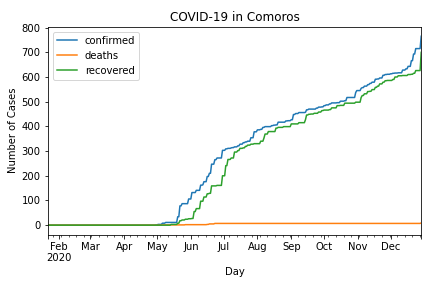 COVID-19 in Comoros
confirmed
deaths
recovered
800
700
600
500
400
300
200
100
0
Number of Cases
Feb Mar Apr May Jun Jul Aug Sep Oct Nov Dec
2020
Day